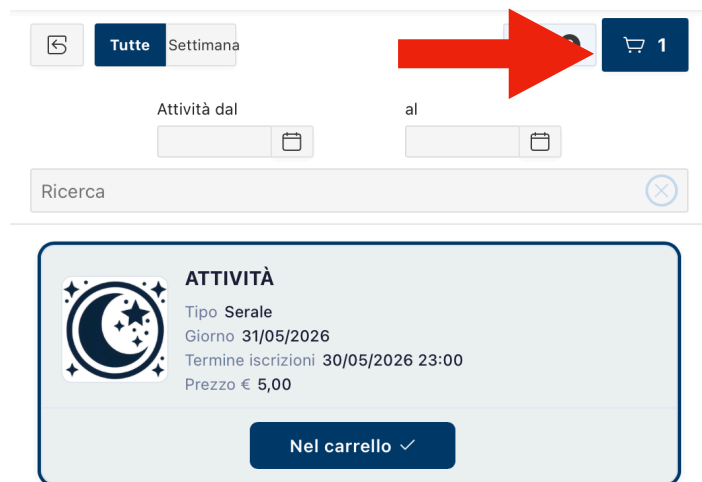 Tutte Settimana 1
Attività dal al
Ricerca
ATTIVITÀ
Tipo Serale
Giorno 31/05/2026
Termine iscrizioni 30/05/2026 23:00
Prezzo € 5,00
Nel carrello